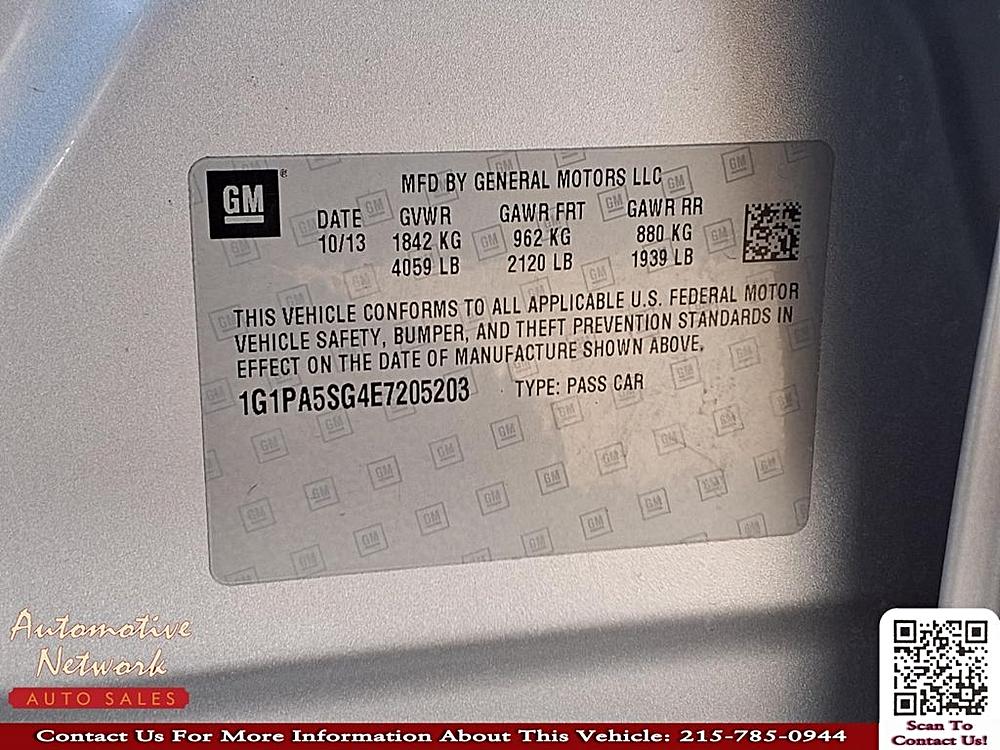 GM
MFD BY GENERAL MOTORS LLC
DATE GVWR GAWR FRT GAWR RR
10/13 1842 KG 962 KG 880 KG
4059 LB 2120 LB 1939 LB
THIS VEHICLE CONFORMS TO ALL APPLICABLE U.S. FEDERAL MOTOR
VEHICLE SAFETY, BUMPER, AND THEFT PREVENTION STANDARDS IN
EFFECT ON THE DATE OF MANUFACTURE SHOWN ABOVE.
1G1PA5SG4E7205203 TYPE: PASS CAR
Automotive
Network
AUTO SALES
Scan To
Contact Us!
Contact Us For More Information About This Vehicle: 215-785-0944